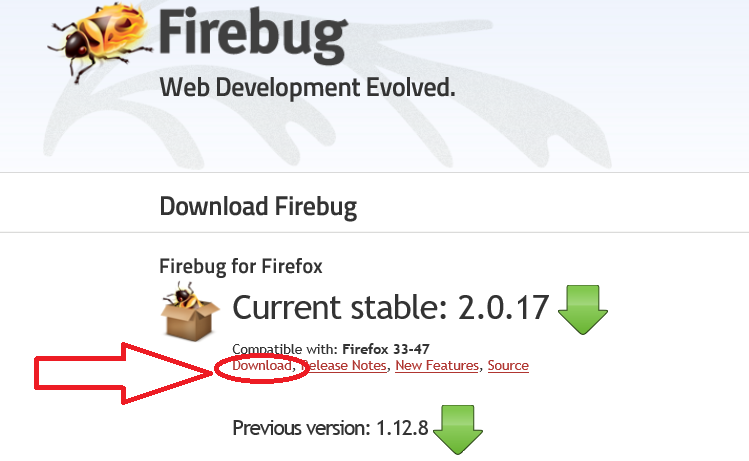 Firebug
Web Development Evolved.
Download Firebug
Firebug for Firefox
Current stable: 2.0.17
Compatible with: Firefox 33-47
Download, Release Notes, New Features, Source
Previous version: 1.12.8